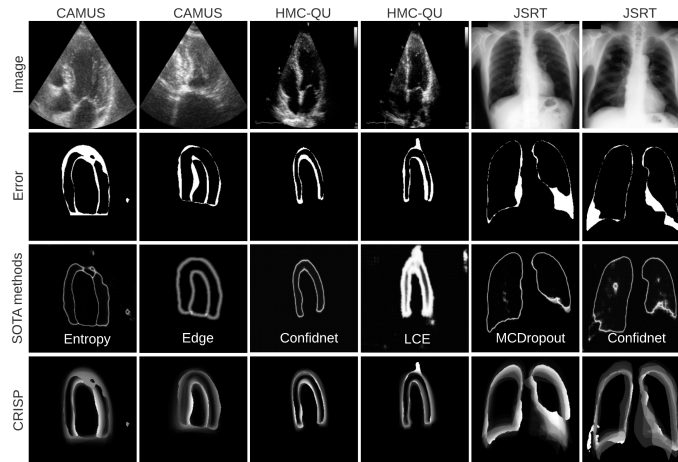 CAMUS CAMUS HMC-QU HMC-QU JSRT JSRT
Image
Error
SOTA methods
Entropy Edge Confidnet LCE MCDropout Confidnet
CRISP